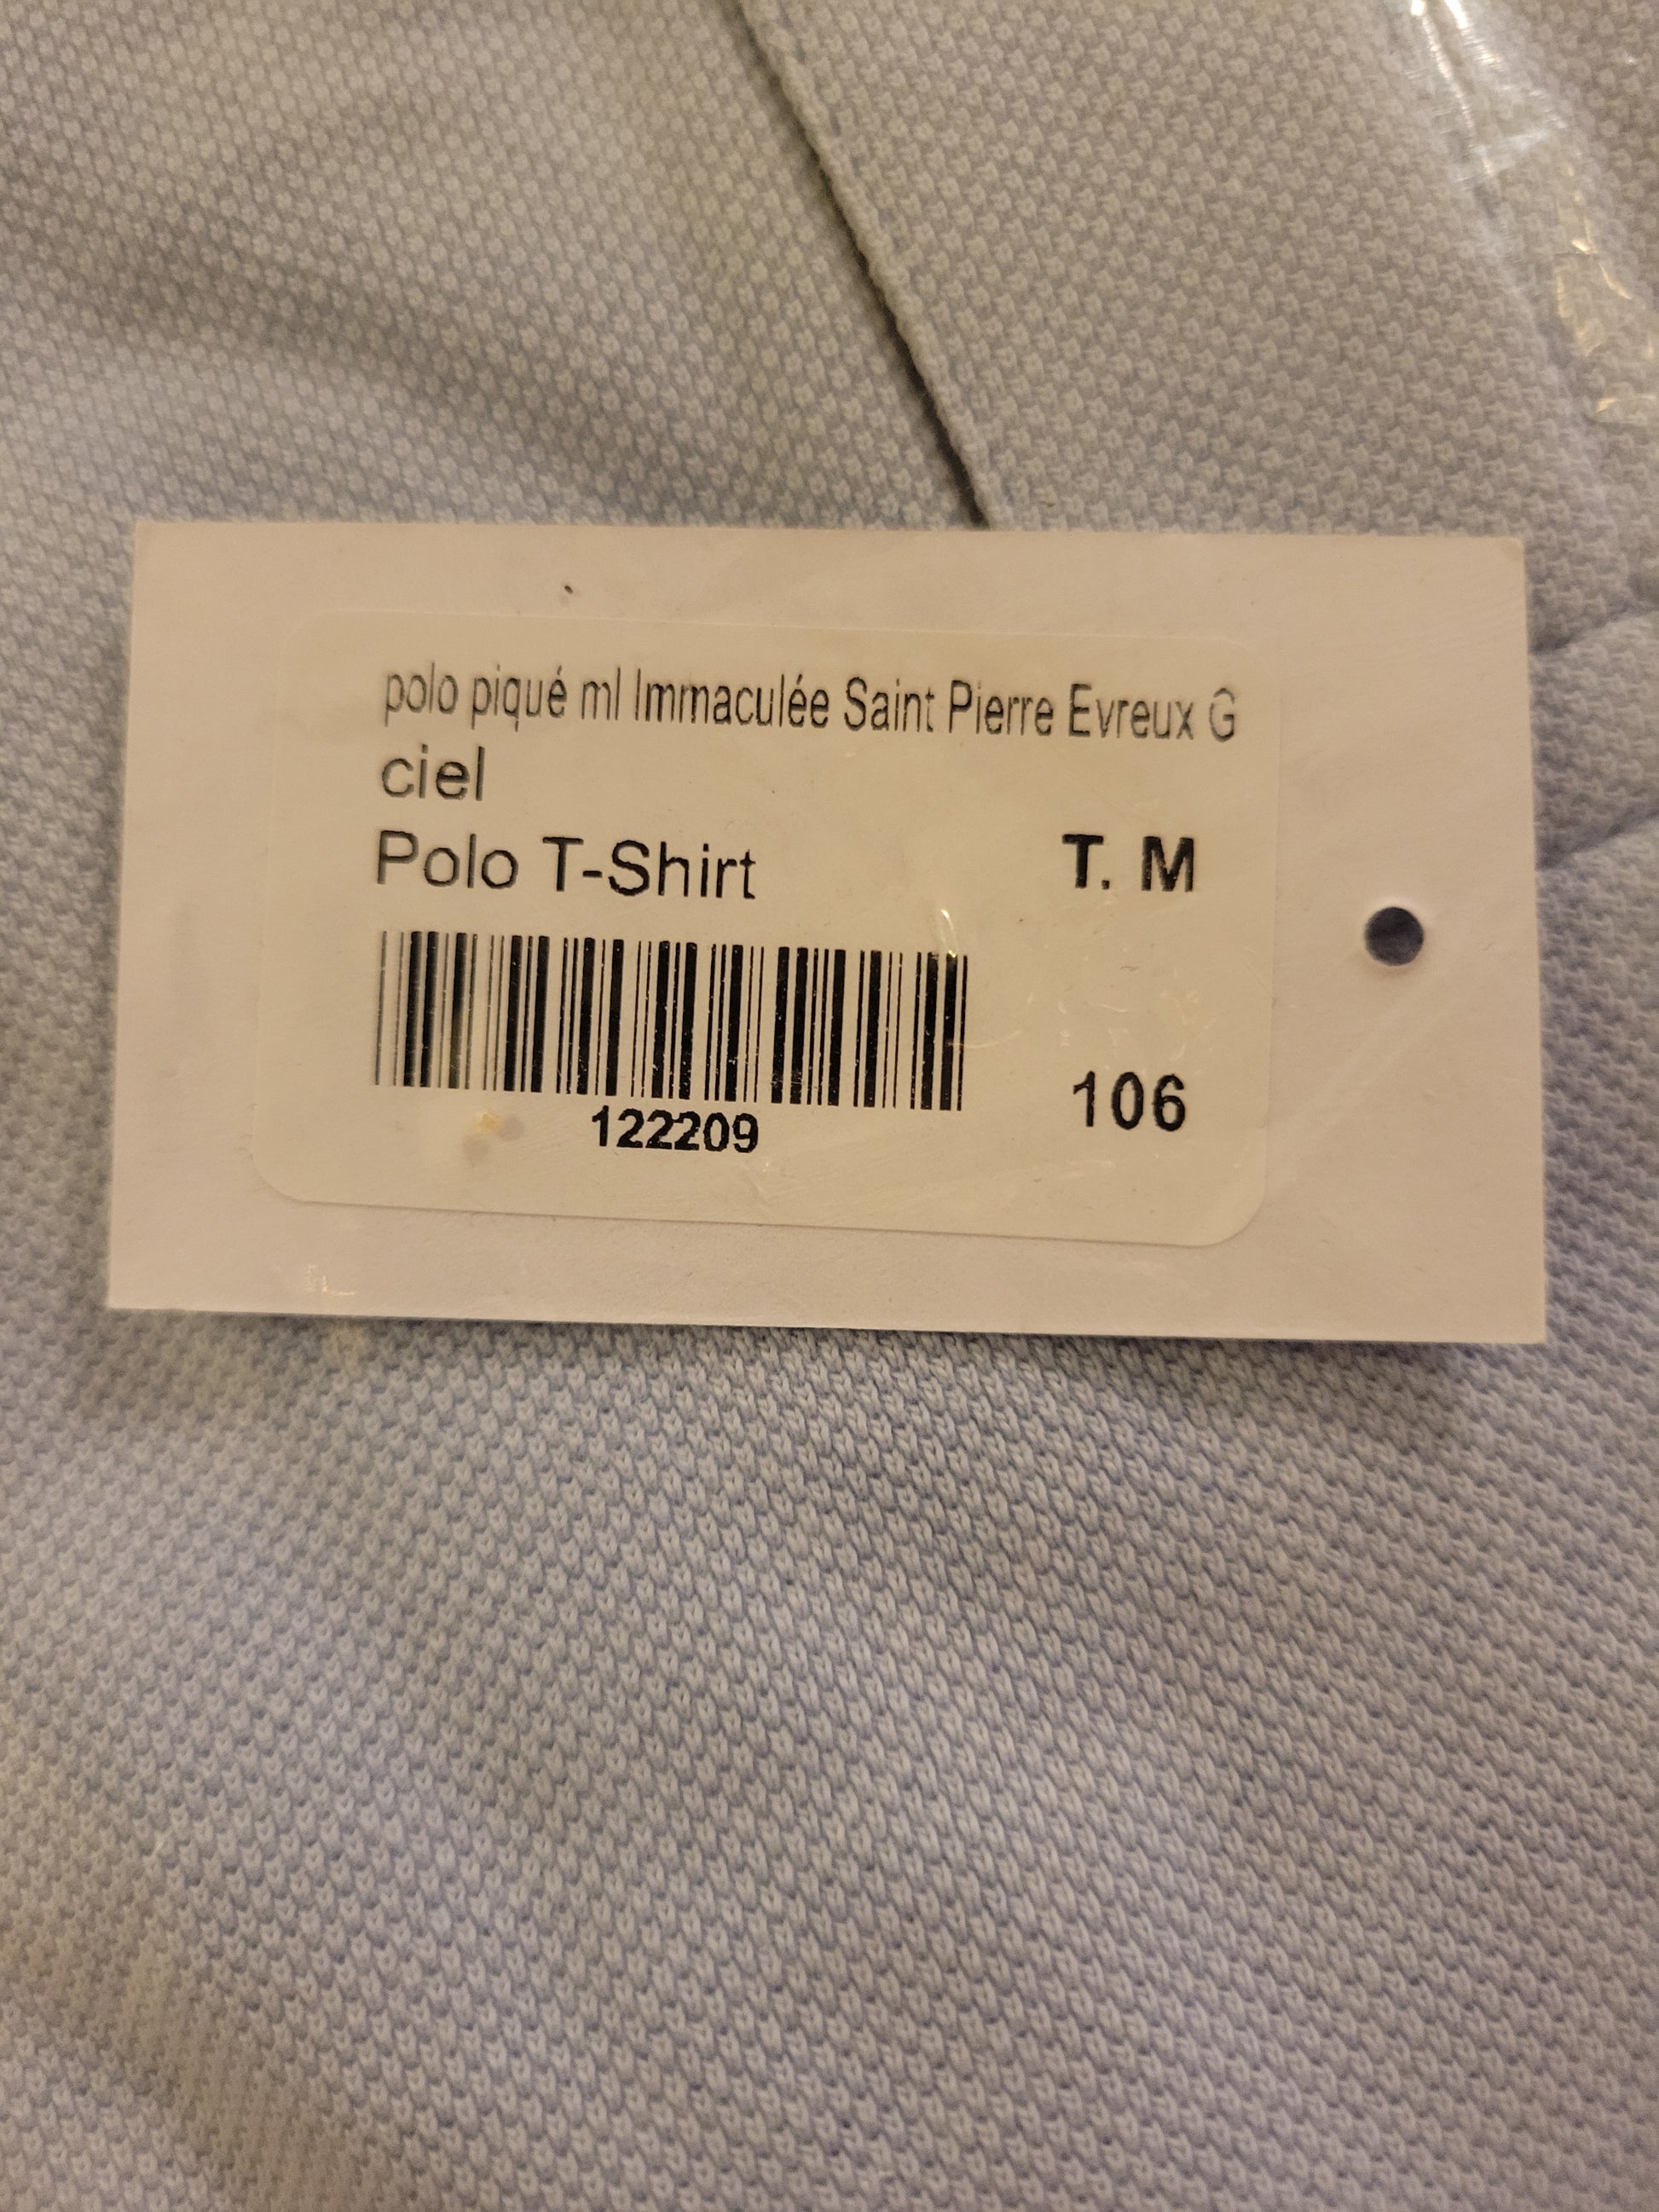 polo piqué ml Immaculée Saint Pierre Evreux G
ciel
Polo T-Shirt T. M
122209 106